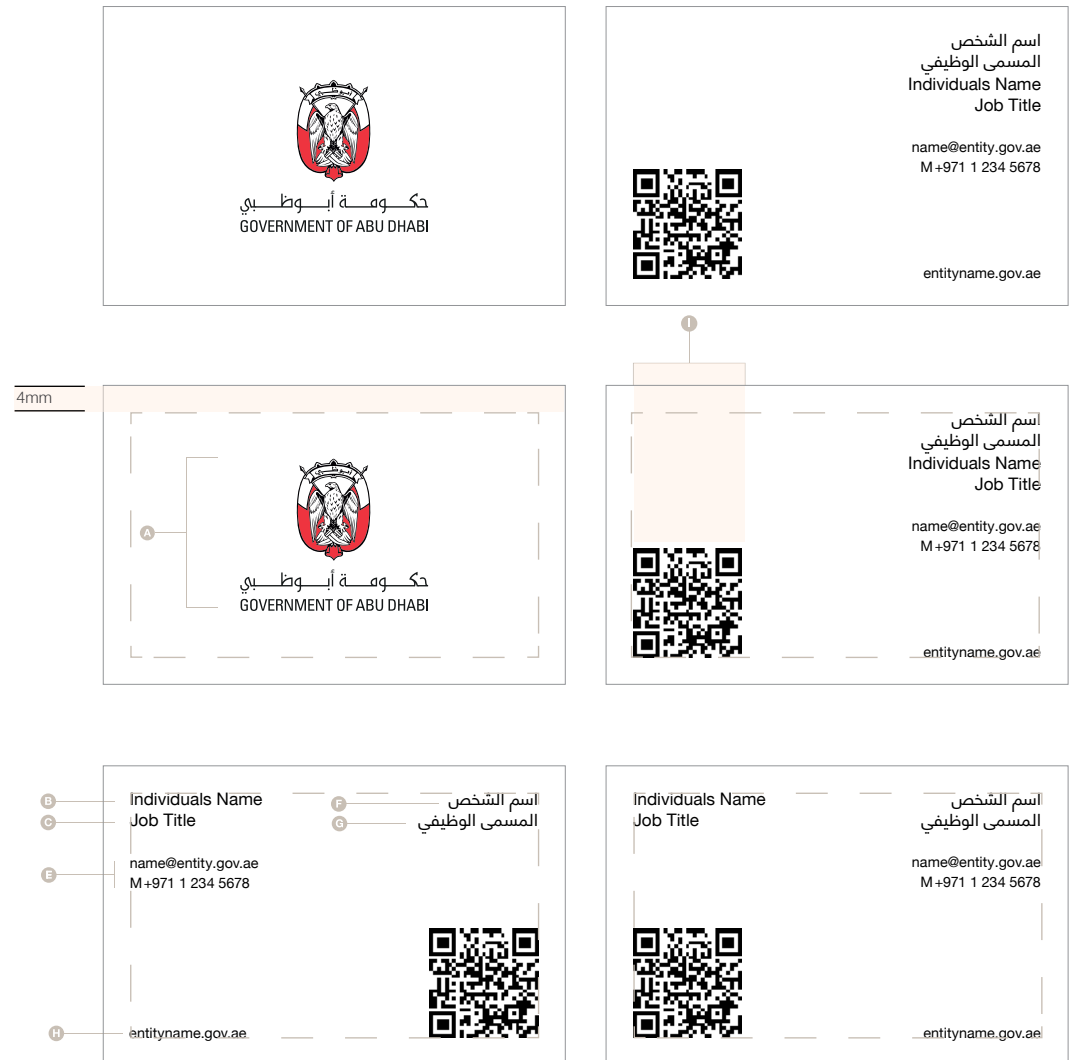 حكـــومـــة أبـــوظـــبي
GOVERNMENT OF ABU DHABI
اسم الشخص
المسمى الوظيفي
Individuals Name
Job Title
name@entity.gov.ae
M +971 1 234 5678
entityname.gov.ae
I
4mm
A
حكـــومـــة أبـــوظـــبي
GOVERNMENT OF ABU DHABI
اسم الشخص
المسمى الوظيفي
Individuals Name
Job Title
name@entity.gov.ae
M +971 1 234 5678
entityname.gov.ae
B Individuals Name
F اسم الشخص
C Job Title
G المسمى الوظيفي
E
name@entity.gov.ae
M +971 1 234 5678
H entityname.gov.ae
Individuals Name
اسم الشخص
Job Title
المسمى الوظيفي
name@entity.gov.ae
M +971 1 234 5678
entityname.gov.ae